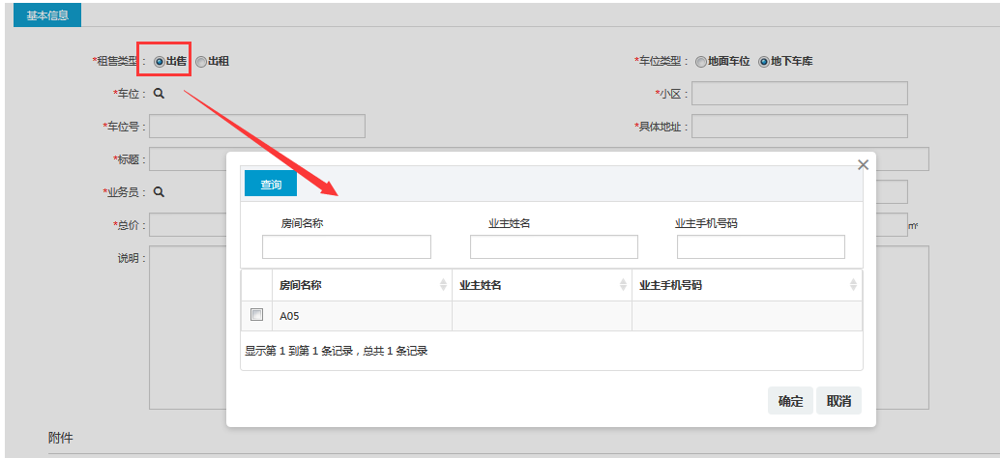 基本信息
*租售类型： 出售 出租 *车位类型： 地面车位 地下车库
*车位： *小区：
*车位号： *具体地址：
*标题：
*业务员：
*总价： ㎡
说明：
查询
房间名称 业主姓名 业主手机号码
房间名称 业主姓名 业主手机号码
A05
显示第 1 到第 1 条记录，总共 1 条记录
确定 取消
附件